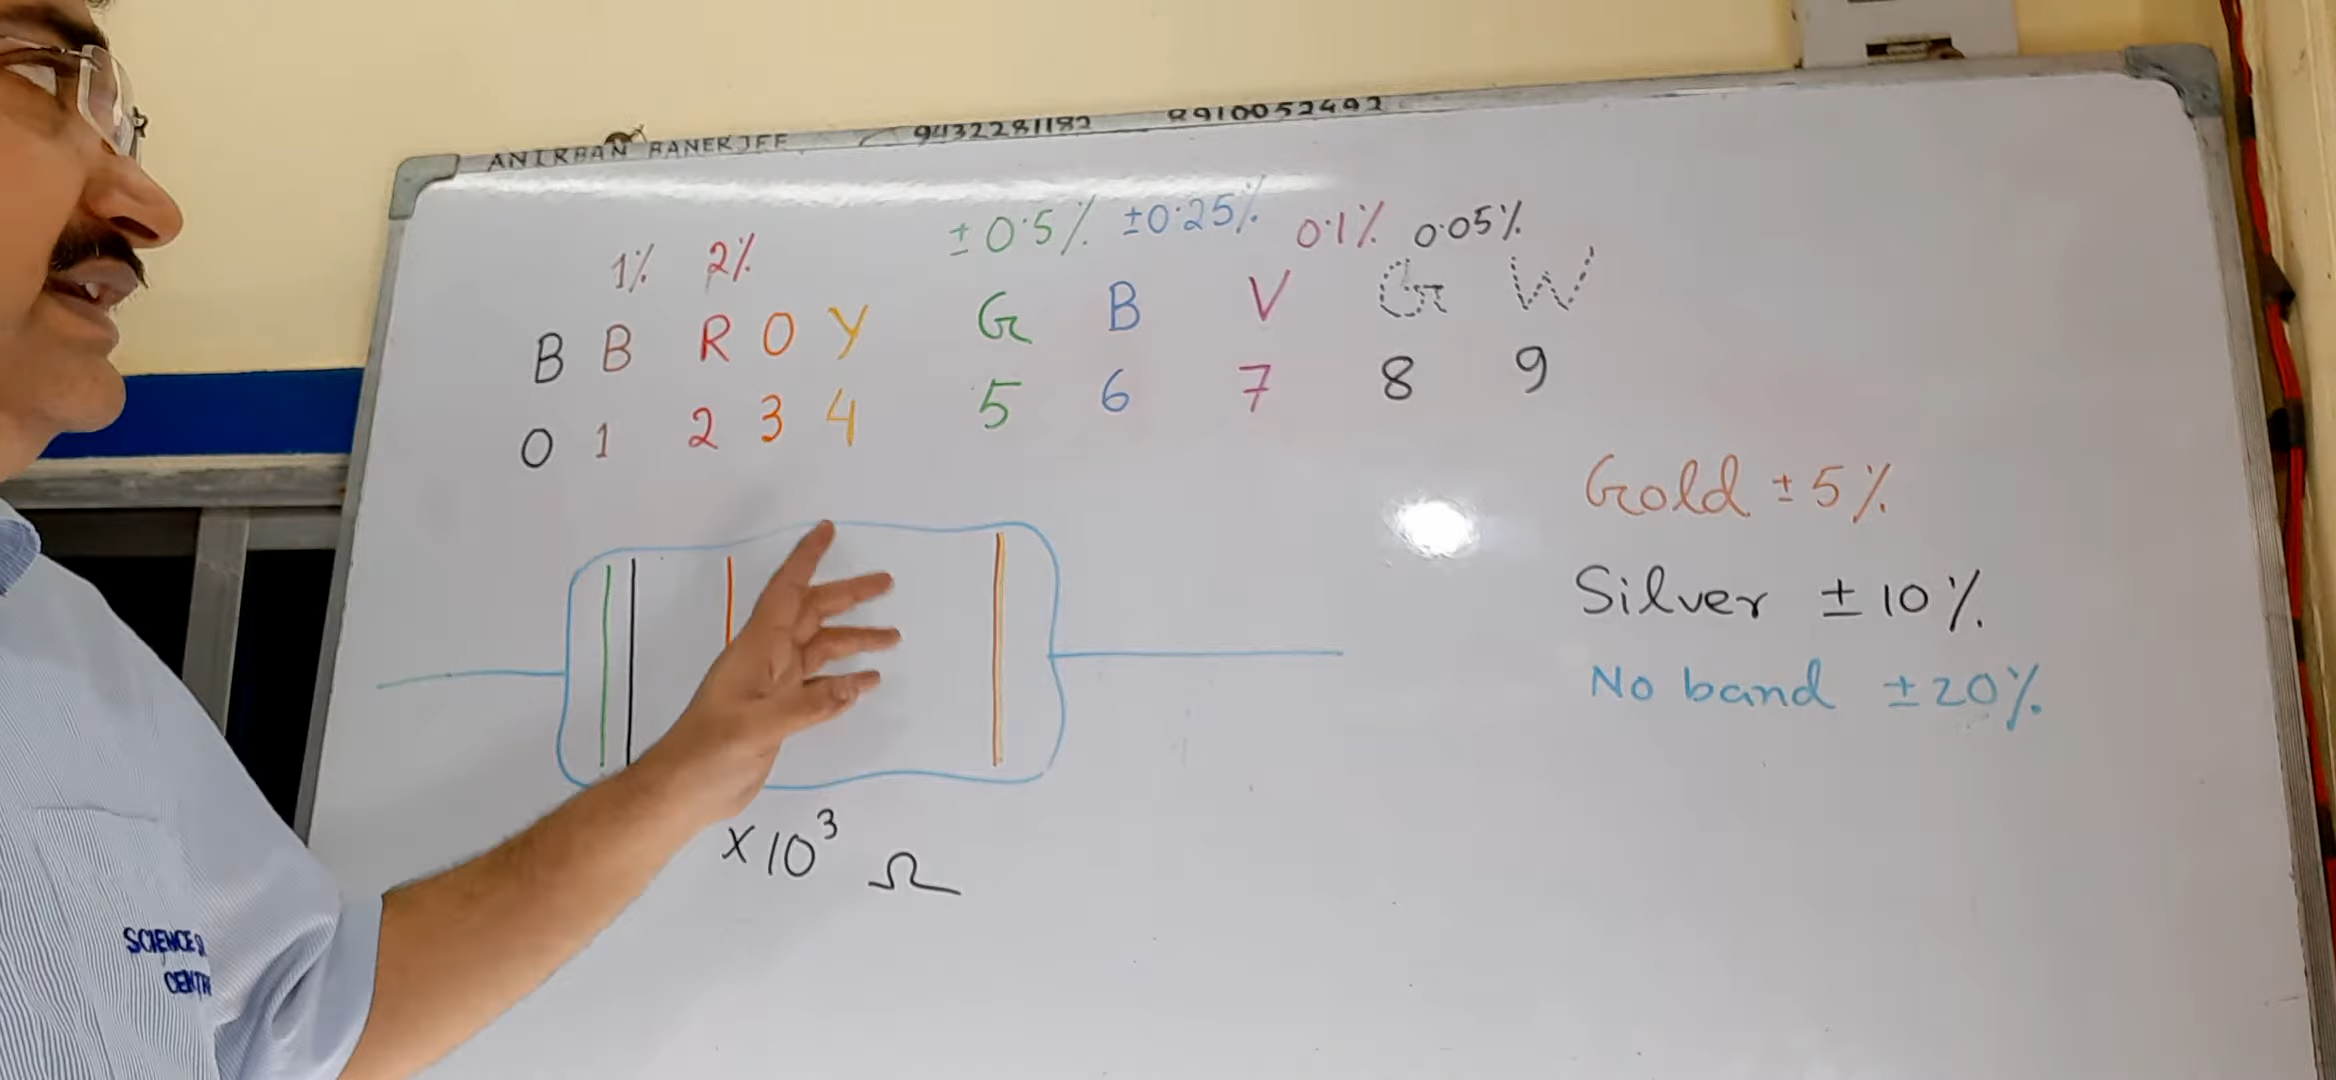 ANIRBAN BANERJEE 9432281182 8910052492
±0.5% ±0.25% 0.1% 0.05%
1% 2%
B B R O Y G B V Gr W
0 1 2 3 4 5 6 7 8 9
Gold ±5%
Silver ±10%
No band ±20%
×10³ Ω
SCIENCE